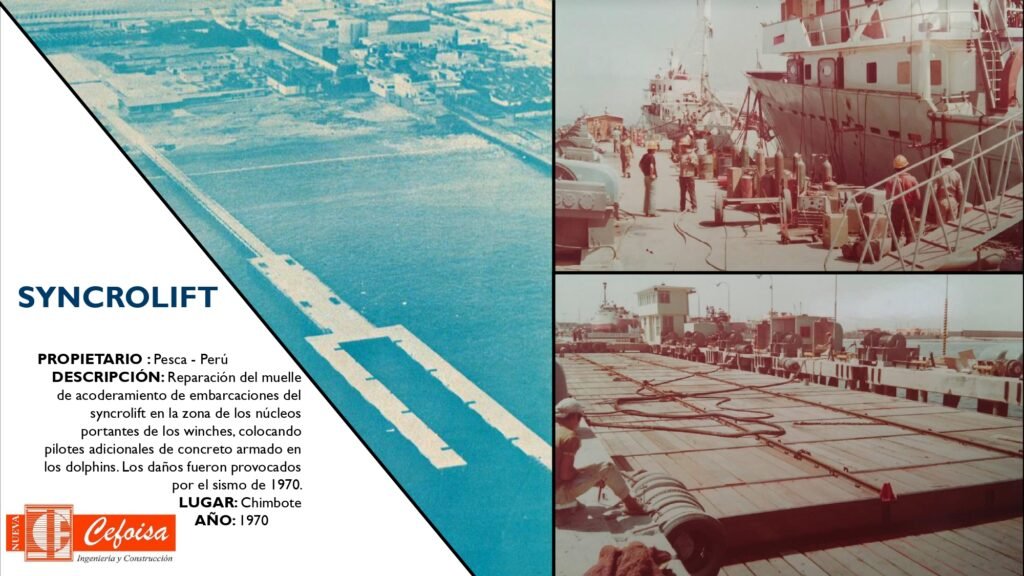 SYNCROLIFT
PROPIETARIO : Pesca - Perú
DESCRIPCIÓN: Reparación del muelle
de acoderamiento de embarcaciones del
syncrolift en la zona de los núcleos
portantes de los winches, colocando
pilotes adicionales de concreto armado en
los dolphins. Los daños fueron provocados
por el sismo de 1970.
LUGAR: Chimbote
AÑO: 1970
NUEVA
Cefoisa
Ingeniería y Construcción